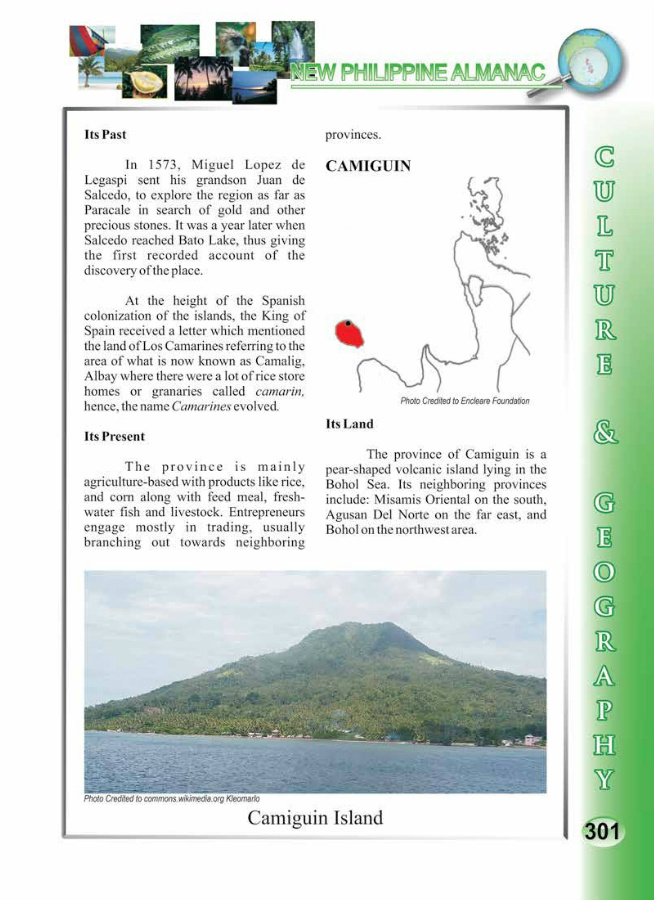 NEW PHILIPPINE ALMANAC
Its Past
In 1573, Miguel Lopez de
Legaspi sent his grandson Juan de
Salcedo, to explore the region as far as
Paracale in search of gold and other
precious stones. It was a year later when
Salcedo reached Bato Lake, thus giving
the first recorded account of the
discovery of the place.
At the height of the Spanish
colonization of the islands, the King of
Spain received a letter which mentioned
the land of Los Camarines referring to the
area of what is now known as Camalig,
Albay where there were a lot of rice store
homes or granaries called camarin,
hence, the name Camarines evolved.
Its Present
The province is mainly
agriculture-based with products like rice,
and corn along with feed meal, fresh-
water fish and livestock. Entrepreneurs
engage mostly in trading, usually
branching out towards neighboring
provinces.
CAMIGUIN
Photo Credited to Encleare Foundation
Its Land
The province of Camiguin is a
pear-shaped volcanic island lying in the
Bohol Sea. Its neighboring provinces
include: Misamis Oriental on the south,
Agusan Del Norte on the far east, and
Bohol on the northwest area.
Photo Credited to commons.wikimedia.org Kleomarlo
Camiguin Island
CULTURE & GEOGRAPHY
301